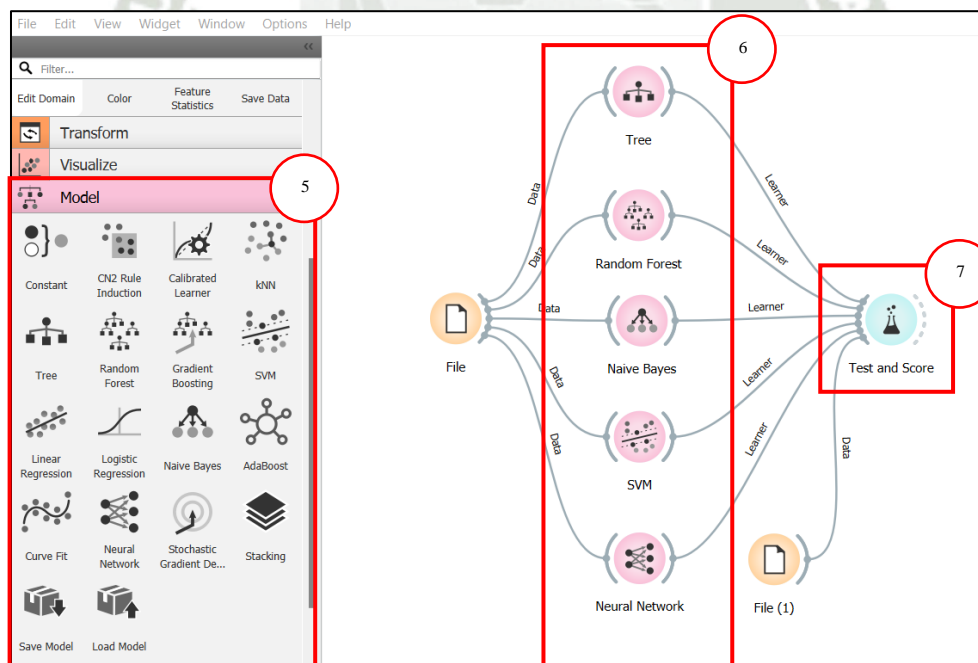 File Edit View Widget Window Options Help
Filter...
Edit Domain Color Feature Statistics Save Data
Transform
Visualize
5
Model
Constant CN2 Rule Induction Calibrated Learner kNN
Tree Random Forest Gradient Boosting SVM
Linear Regression Logistic Regression Naive Bayes AdaBoost
Curve Fit Neural Network Stochastic Gradient De... Stacking
Save Model Load Model
6
File
Data
Data
Data
Data
Data
Tree
Random Forest
Naive Bayes
SVM
Neural Network
Learner
Learner
Learner
Learner
Learner
7
Test and Score
Data
File (1)